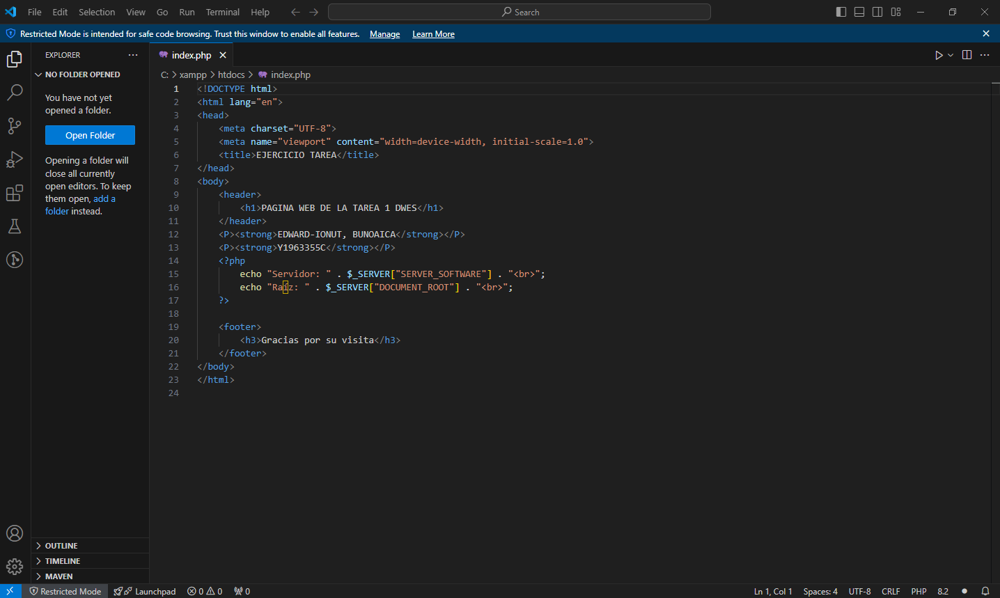 File Edit Selection View Go Run Terminal Help Search
Restricted Mode is intended for safe code browsing. Trust this window to enable all features. Manage Learn More
EXPLORER
NO FOLDER OPENED
You have not yet
opened a folder.
Open Folder
Opening a folder will
close all currently
open editors. To keep
them open, add a
folder instead.
OUTLINE
TIMELINE
MAVEN
index.php
C: > xampp > htdocs > index.php
1 <!DOCTYPE html>
2 <html lang="en">
3 <head>
4     <meta charset="UTF-8">
5     <meta name="viewport" content="width=device-width, initial-scale=1.0">
6     <title>EJERCICIO TAREA</title>
7 </head>
8 <body>
9     <header>
10         <h1>PAGINA WEB DE LA TAREA 1 DWES</h1>
11     </header>
12     <P><strong>EDWARD-IONUT, BUNOAICA</strong></P>
13     <P><strong>Y1963355C</strong></P>
14     <?php
15         echo "Servidor: " . $_SERVER["SERVER_SOFTWARE"] . "<br>";
16         echo "Raíz: " . $_SERVER["DOCUMENT_ROOT"] . "<br>";
17     ?>
18
19     <footer>
20         <h3>Gracias por su visita</h3>
21     </footer>
22 </body>
23 </html>
24
Restricted Mode Launchpad 0 0 0 Ln 1, Col 1 Spaces: 4 UTF-8 CRLF PHP 8.2